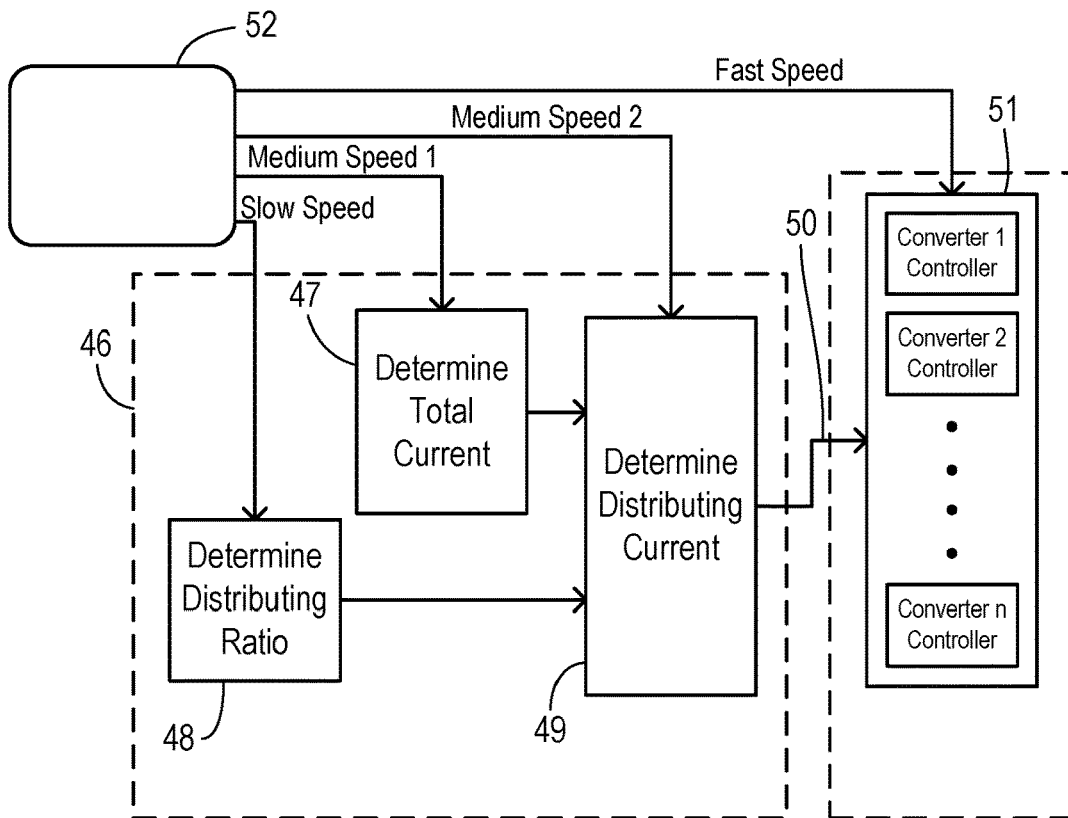 52
Fast Speed
Medium Speed 2
51
Medium Speed 1
Slow Speed
50
Converter 1
Controller
47
46
Converter 2
Controller
Determine
Total
Current
Determine
Distributing
Current
Determine
Distributing
Ratio
Converter n
Controller
48
49